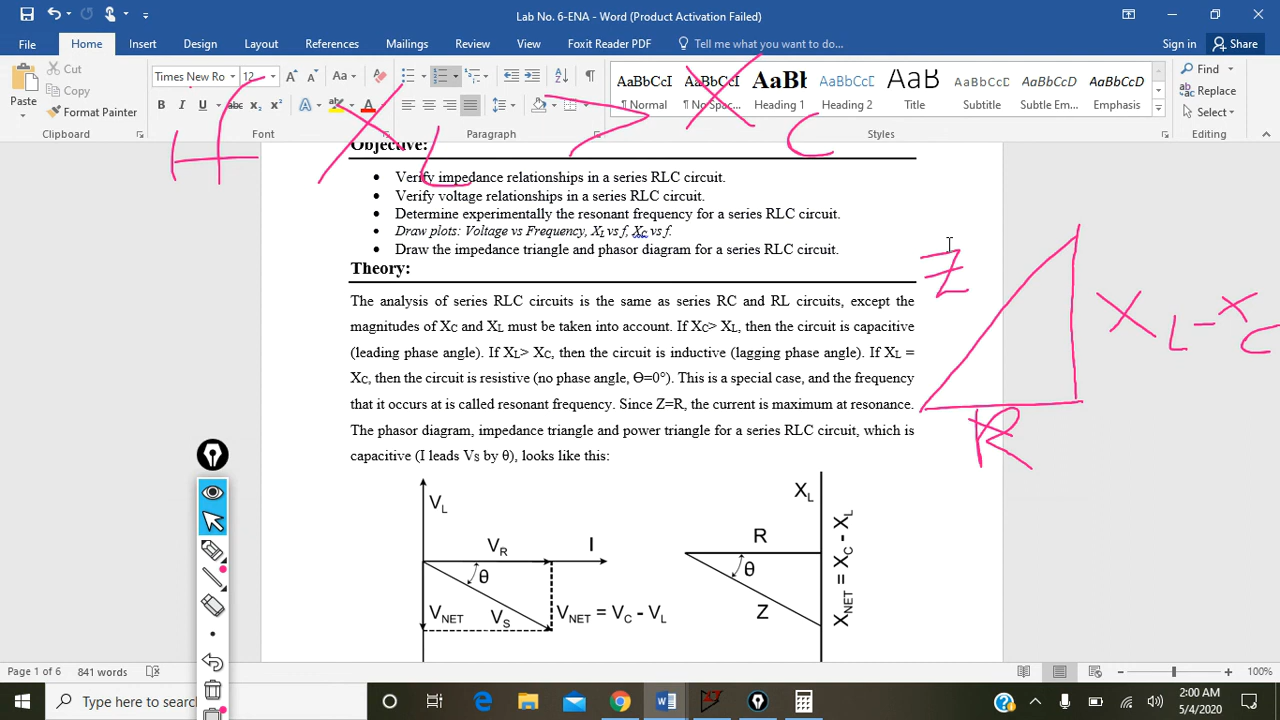 Lab No. 6-ENA - Word (Product Activation Failed)
File Home Insert Design Layout References Mailings Review View Foxit Reader PDF Tell me what you want to do... Sign in Share
Cut
Copy
Format Painter
Paste
Clipboard
Times New Ro 12
Font
Paragraph
AaBbCcI AaBbCcI AaBb AaBbCcI AaB AaBbCcI AaBbCcD AaBbCcD
¶ Normal ¶ No Spac... Heading 1 Heading 2 Title Subtitle Subtle Em... Emphasis
Styles
Find
Replace
Select
Editing
If XL > XC
Objective:
• Verify impedance relationships in a series RLC circuit.
• Verify voltage relationships in a series RLC circuit.
• Determine experimentally the resonant frequency for a series RLC circuit.
• Draw plots: Voltage vs Frequency, XL vs f, XC vs f.
• Draw the impedance triangle and phasor diagram for a series RLC circuit.
Theory:
The analysis of series RLC circuits is the same as series RC and RL circuits, except the
magnitudes of XC and XL must be taken into account. If XC> XL, then the circuit is capacitive
(leading phase angle). If XL> XC, then the circuit is inductive (lagging phase angle). If XL =
XC, then the circuit is resistive (no phase angle, Ɵ=0°). This is a special case, and the frequency
that it occurs at is called resonant frequency. Since Z=R, the current is maximum at resonance.
The phasor diagram, impedance triangle and power triangle for a series RLC circuit, which is
capacitive (I leads VS by θ), looks like this:
Z
XL-XC
R
VL
VR
I
θ
VNET
VS
VNET = VC - VL
XL
R
θ
Z
XNET = XC - XL
Page 1 of 6 841 words
100%
Type here to search
2:00 AM
5/4/2020